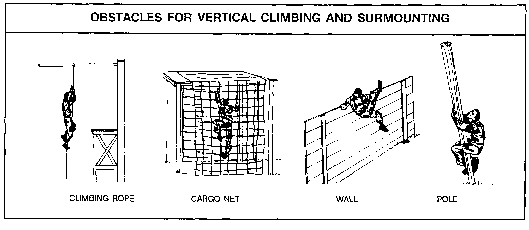 OBSTACLES FOR VERTICAL CLIMBING AND SURMOUNTING
CLIMBING ROPE
CARGO NET
WALL
POLE